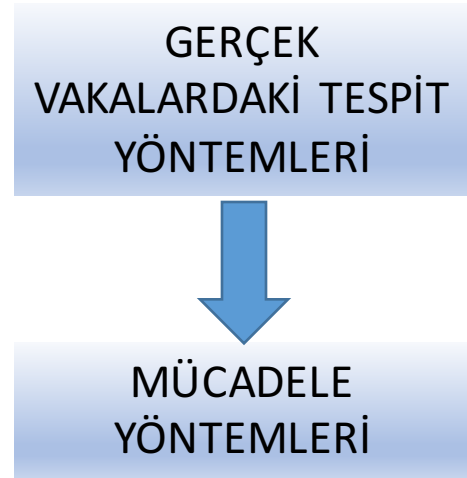 GERÇEK
VAKALARDAKİ TESPİT
YÖNTEMLERİ
MÜCADELE
YÖNTEMLERİ